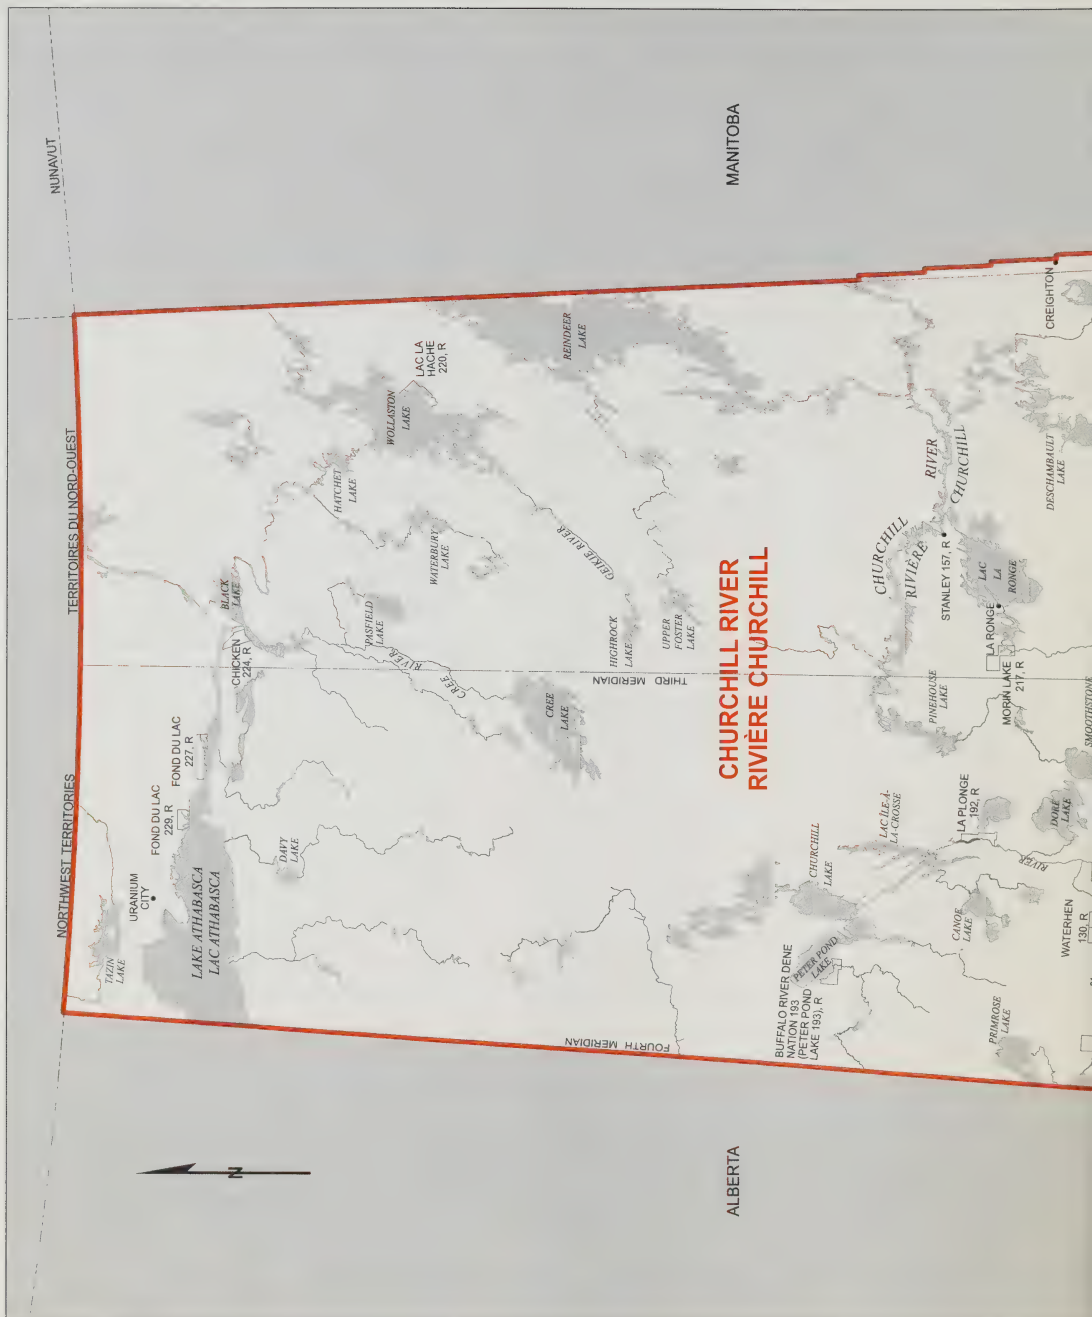 NUNAVUT
NORTHWEST TERRITORIES
TERRITOIRES DU NORD-OUEST
MANITOBA
ALBERTA
N
TAZIN
LAKE
URANIUM
CITY
FOND DU LAC
229, R
FOND DU LAC
227, R
CHICKEN
224, R
BLACK
LAKE
LAKE ATHABASCA
LAC ATHABASCA
DAVY
LAKE
PASFIELD
LAKE
HATCHET
LAKE
WATERBURY
LAKE
WOLLASTON
LAKE
LAC LA
HACHE
220, R
CREE
RIVER
CREE
LAKE
GEIKIE RIVER
REINDEER
LAKE
HIGHROCK
LAKE
UPPER
FOSTER
LAKE
THIRD MERIDIAN
FOURTH MERIDIAN
CHURCHILL RIVER
RIVIÈRE CHURCHILL
BUFFALO RIVER DENE
NATION 193
(PETER POND
LAKE 193), R
PETER POND
LAKE
CHURCHILL
LAKE
LAC ÎLE-À-
LA-CROSSE
CHURCHILL
RIVER
RIVIÈRE
CHURCHILL
STANLEY 157, R
PINEHOUSE
LAKE
LA RONGE
LAC
LA
RONGE
MORIN LAKE
217, R
LA PLONGE
192, R
CANOE
LAKE
PRIMROSE
LAKE
RIVER
DORÉ
LAKE
SMOOTHSTONE
WATERHEN
130, R
DESCHAMBAULT
LAKE
CREIGHTON